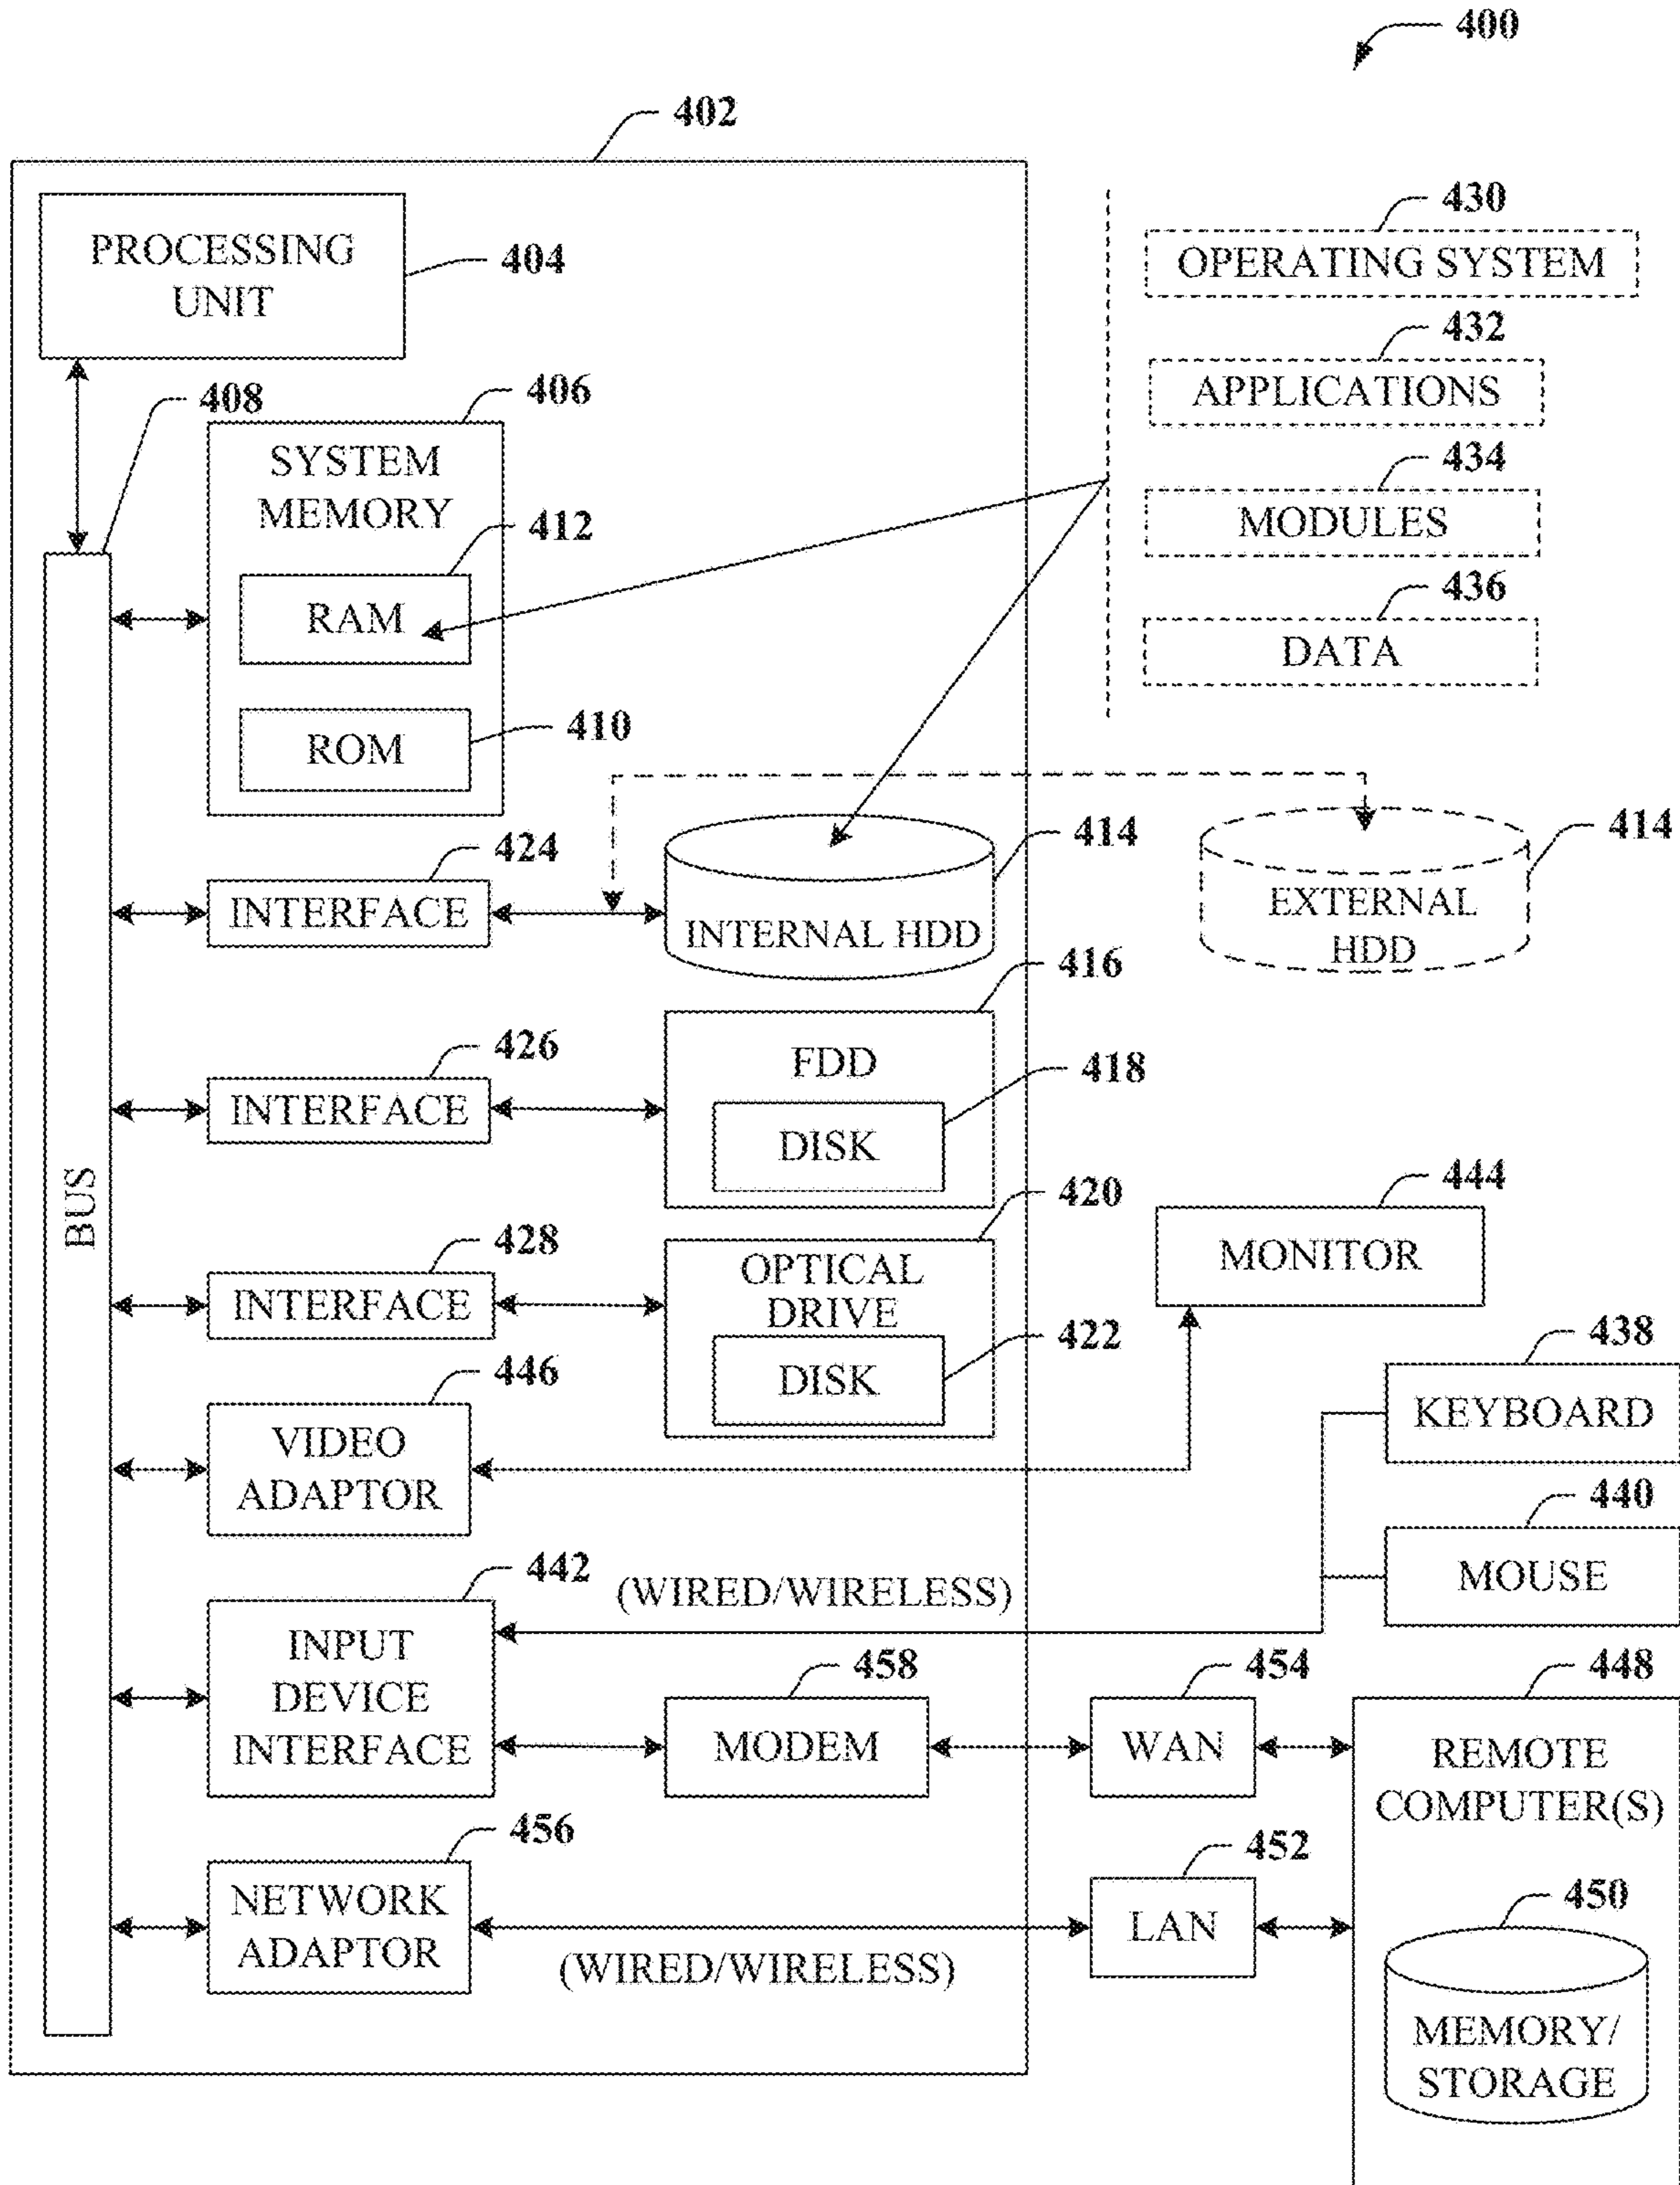 400
402
PROCESSING
UNIT
404
430
OPERATING SYSTEM
432
APPLICATIONS
408
406
SYSTEM
MEMORY
434
MODULES
412
RAM
436
DATA
410
ROM
424
INTERFACE
414
INTERNAL HDD
414
EXTERNAL
HDD
416
FDD
426
INTERFACE
418
DISK
BUS
420
OPTICAL
DRIVE
428
INTERFACE
422
DISK
444
MONITOR
438
KEYBOARD
446
VIDEO
ADAPTOR
440
MOUSE
442
INPUT
DEVICE
INTERFACE
(WIRED/WIRELESS)
458
MODEM
454
WAN
448
REMOTE
COMPUTER(S)
456
NETWORK
ADAPTOR
(WIRED/WIRELESS)
452
LAN
450
MEMORY/
STORAGE